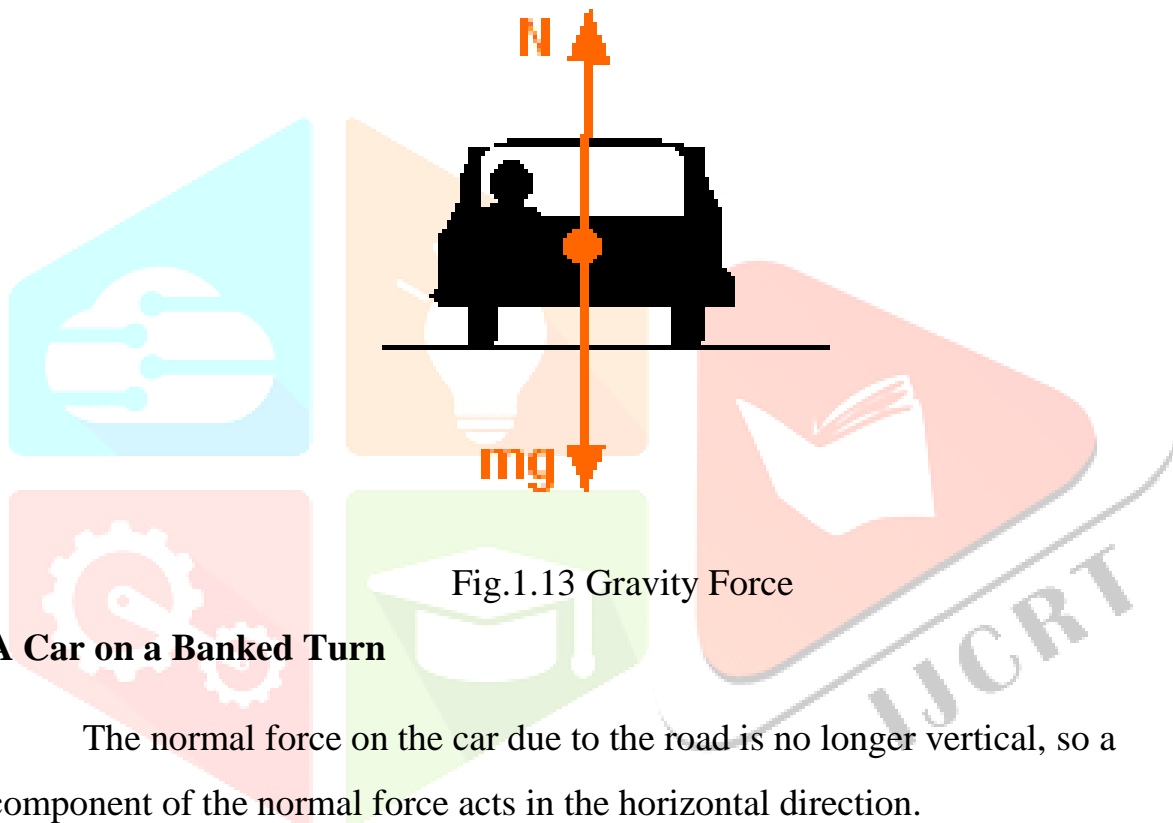 N
mg
Fig.1.13 Gravity Force
A Car on a Banked Turn
The normal force on the car due to the road is no longer vertical, so a
component of the normal force acts in the horizontal direction.
IJCRT